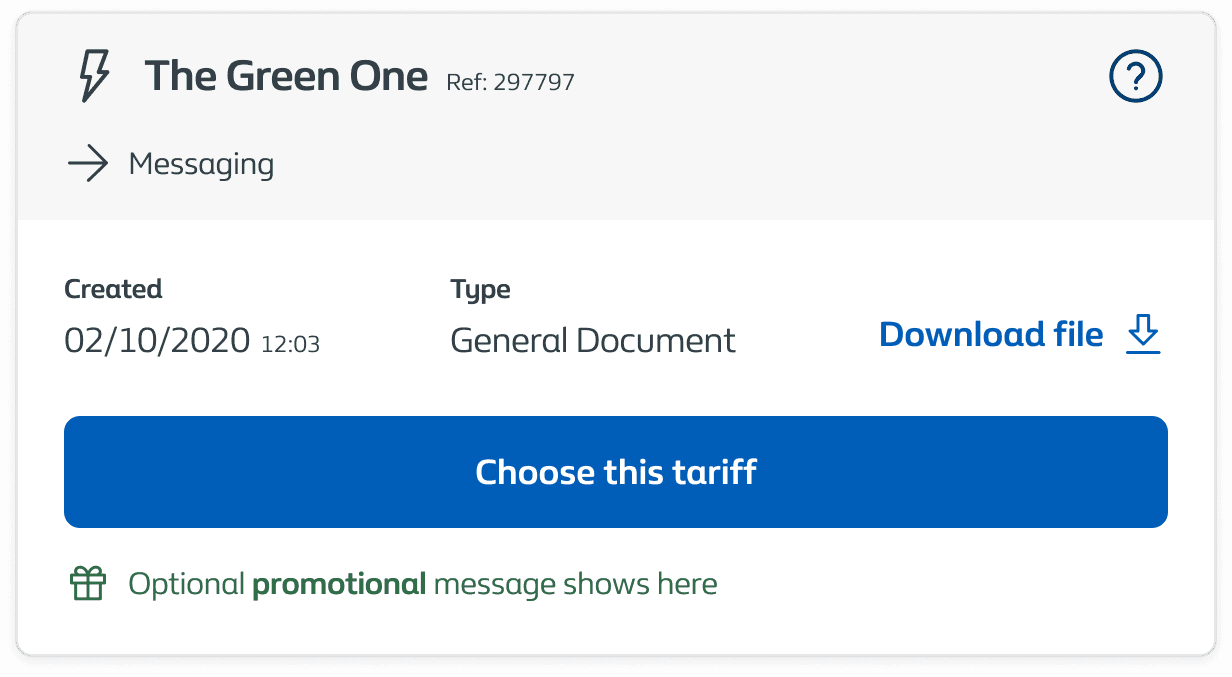 The Green One Ref: 297797
Messaging
Created Type
02/10/2020 12:03 General Document Download file
Choose this tariff
Optional promotional message shows here